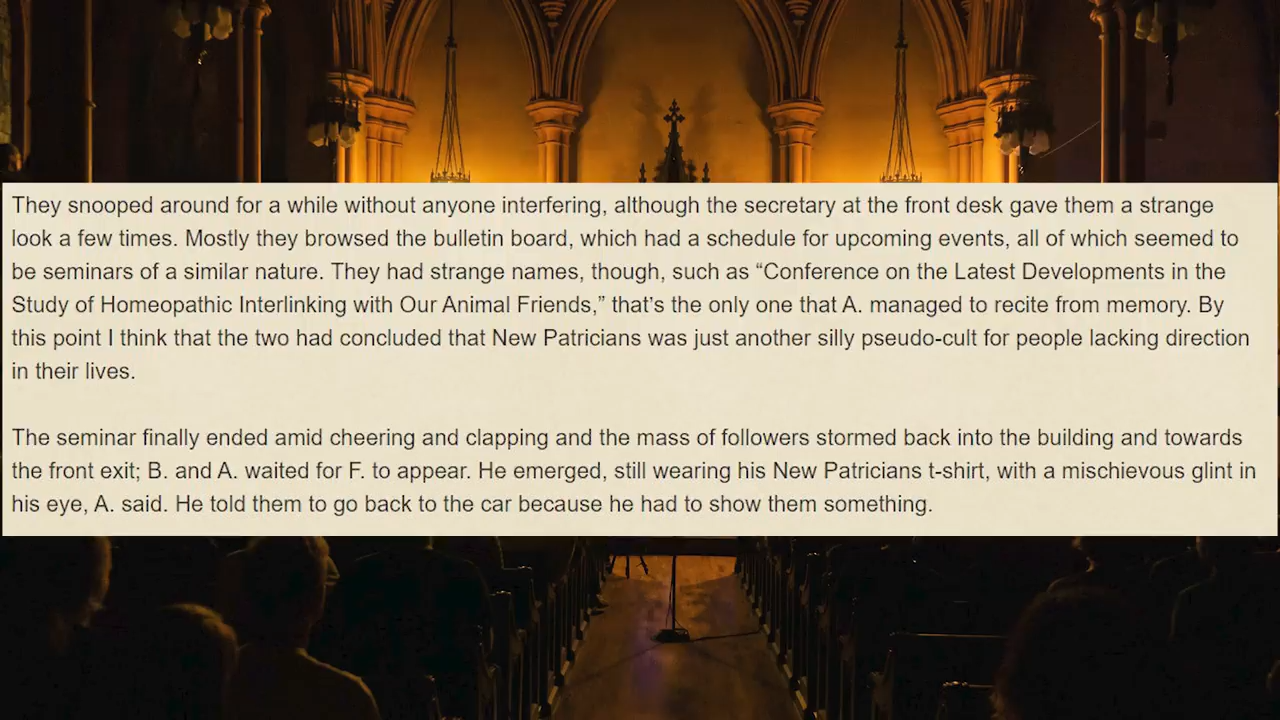 They snooped around for a while without anyone interfering, although the secretary at the front desk gave them a strange
look a few times. Mostly they browsed the bulletin board, which had a schedule for upcoming events, all of which seemed to
be seminars of a similar nature. They had strange names, though, such as “Conference on the Latest Developments in the
Study of Homeopathic Interlinking with Our Animal Friends,” that’s the only one that A. managed to recite from memory. By
this point I think that the two had concluded that New Patricians was just another silly pseudo-cult for people lacking direction
in their lives.
The seminar finally ended amid cheering and clapping and the mass of followers stormed back into the building and towards
the front exit; B. and A. waited for F. to appear. He emerged, still wearing his New Patricians t-shirt, with a mischievous glint in
his eye, A. said. He told them to go back to the car because he had to show them something.